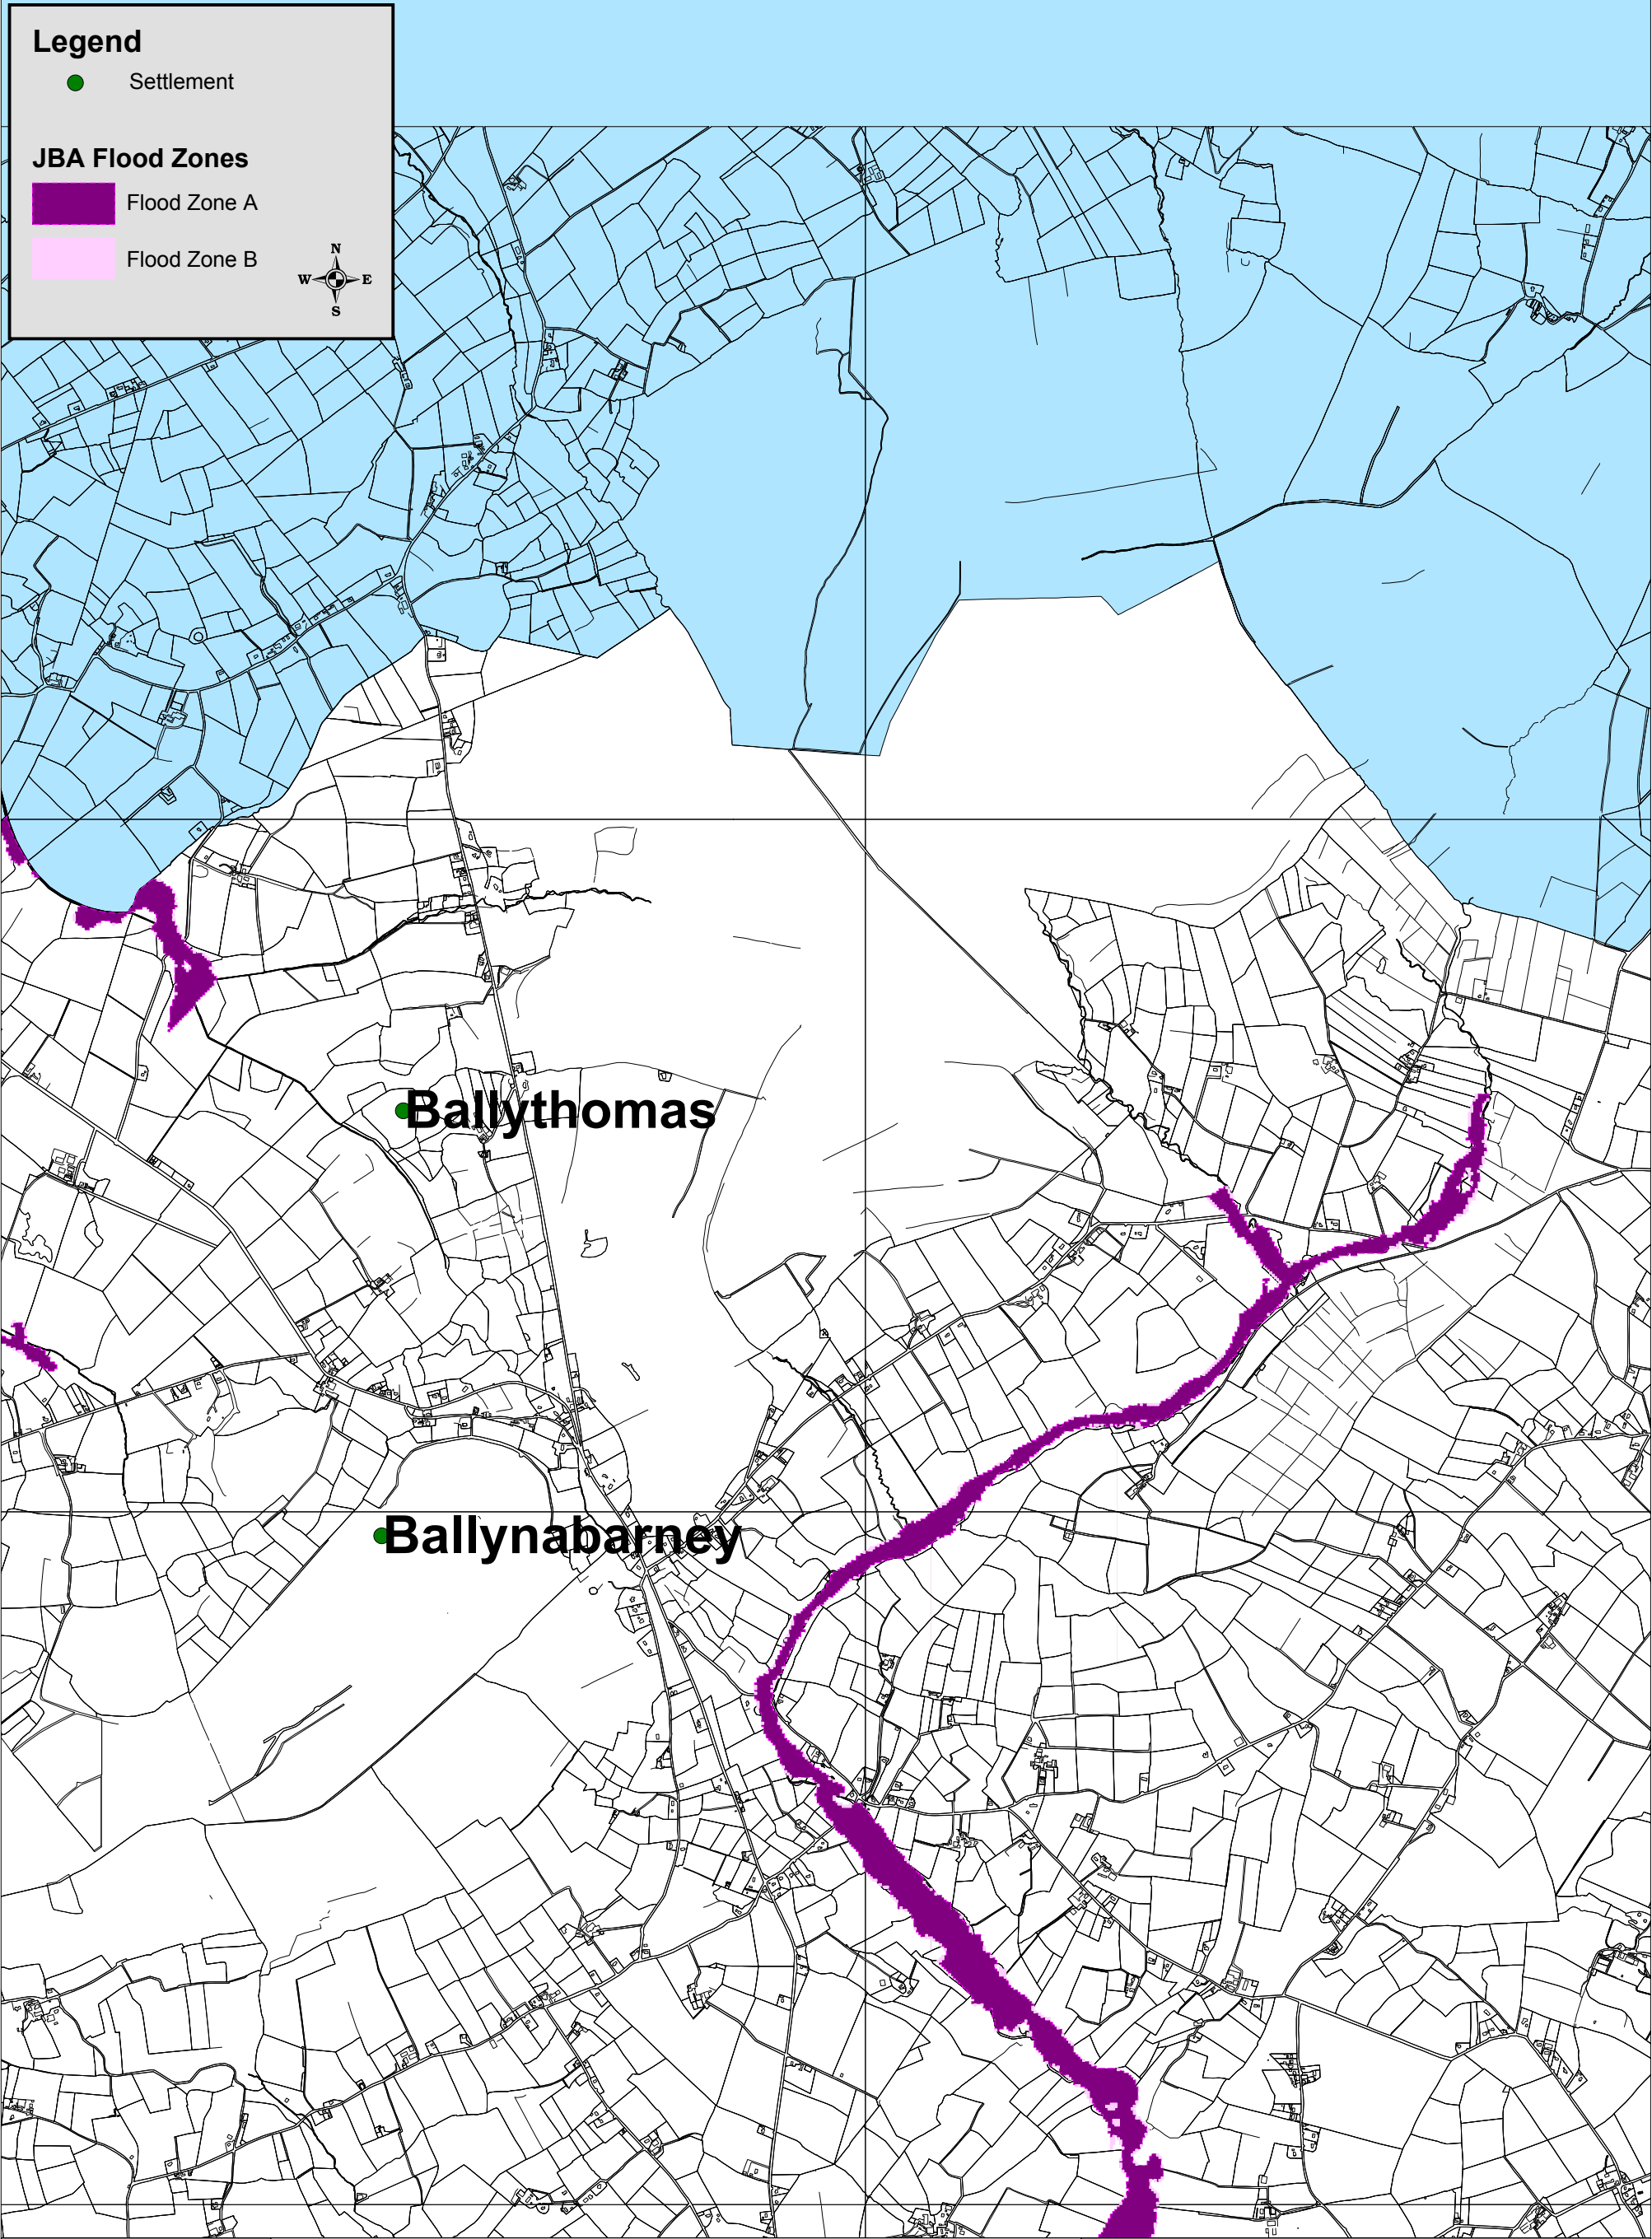 Legend
Settlement
JBA Flood Zones
Flood Zone A
Flood Zone B
N
W E
S
Ballythomas
Ballynabarney